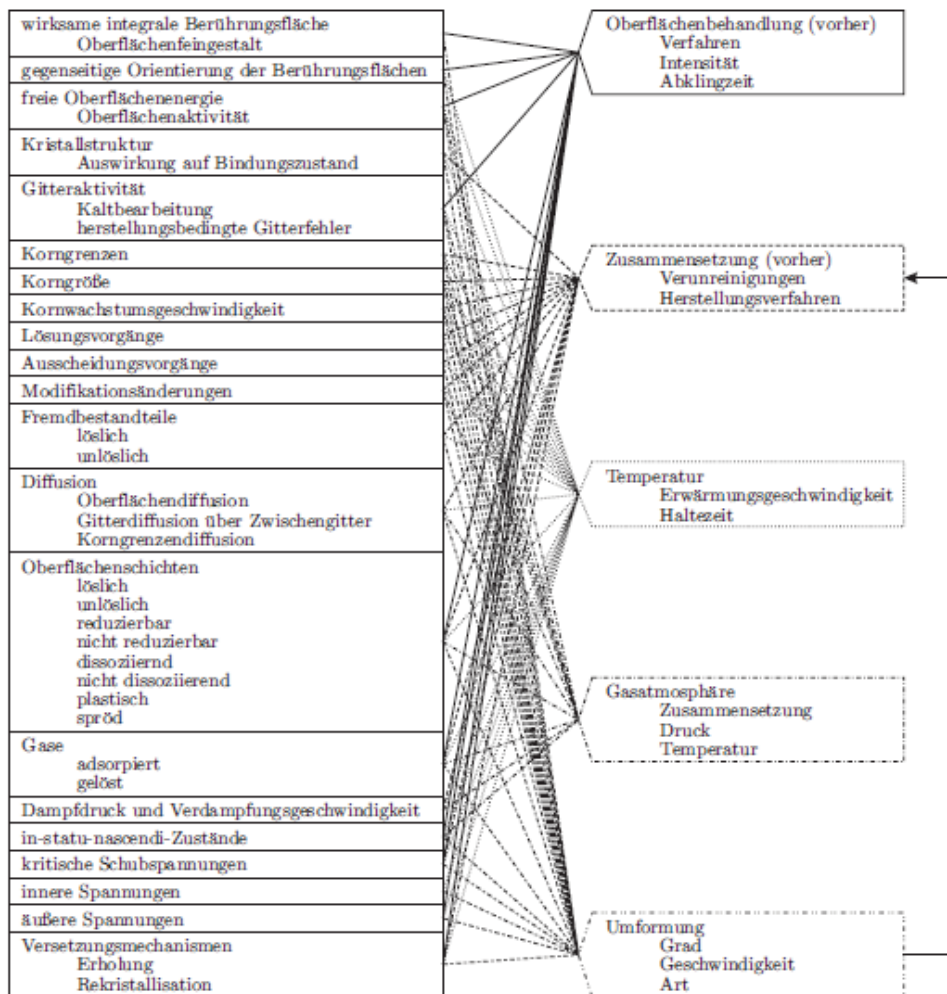 wirksame integrale Berührungsfläche
Oberflächenfeingestalt
gegenseitige Orientierung der Berührungsflächen
freie Oberflächenenergie
Oberflächenaktivität
Kristallstruktur
Auswirkung auf Bindungszustand
Gitteraktivität
Kaltbearbeitung
herstellungsbedingte Gitterfehler
Korngrenzen
Korngröße
Kornwachstumsgeschwindigkeit
Lösungsvorgänge
Ausscheidungsvorgänge
Modifikationsänderungen
Fremdbestandteile
löslich
unlöslich
Diffusion
Oberflächendiffusion
Gitterdiffusion über Zwischengitter
Korngrenzendiffusion
Oberflächenschichten
löslich
unlöslich
reduzierbar
nicht reduzierbar
dissoziiernd
nicht dissoziierend
plastisch
spröd
Gase
adsorpiert
gelöst
Dampfdruck und Verdampfungsgeschwindigkeit
in-statu-nascendi-Zustände
kritische Schubspannungen
innere Spannungen
äußere Spannungen
Versetzungsmechanismen
Erholung
Rekristallisation
Oberflächenbehandlung (vorher)
Verfahren
Intensität
Abklingzeit
Zusammensetzung (vorher)
Verunreinigungen
Herstellungsverfahren
Temperatur
Erwärmungsgeschwindigkeit
Haltezeit
Gasatmosphäre
Zusammensetzung
Druck
Temperatur
Umformung
Grad
Geschwindigkeit
Art